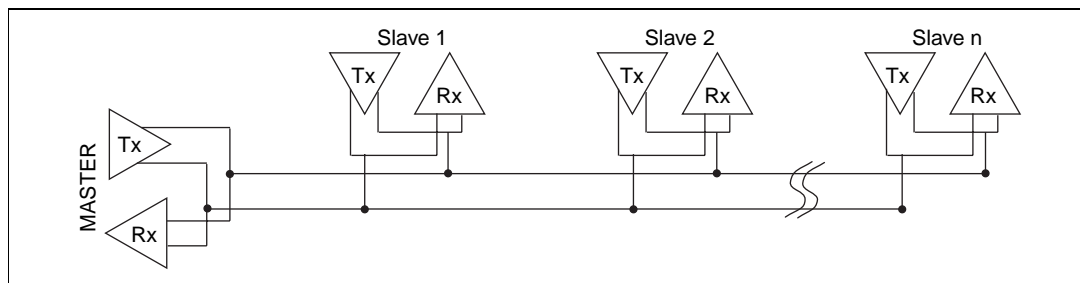 Slave 1
Slave 2
Slave n
Tx
Rx
Tx
Rx
Tx
Rx
MASTER
Tx
Rx